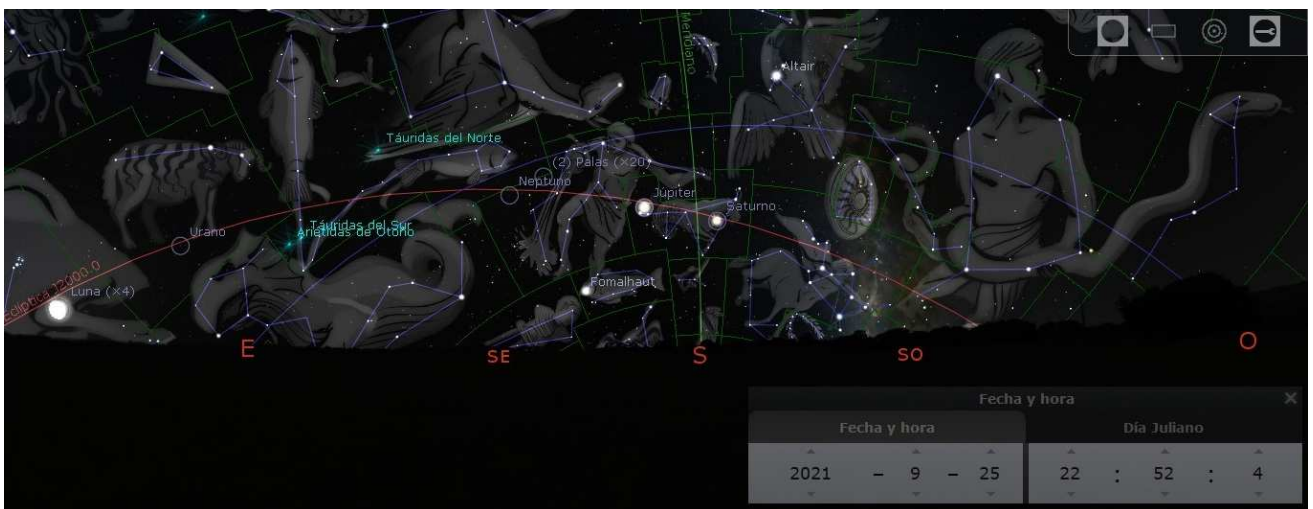 Meridiano
Altair
Táuridas del Norte
(2) Palas (×20)
Neptuno
Júpiter
Saturno
Táuridas del Sur
Ariétidas de Otoño
Urano
Eclíptica J2000.0
Luna (×4)
Fomalhaut
E
SE
S
SO
O
Fecha y hora ×
Fecha y hora Día Juliano
2021 – 9 – 25 22 : 52 : 4